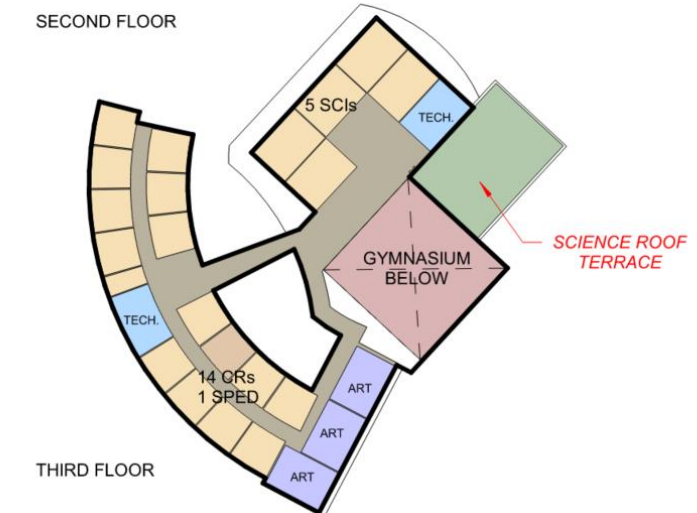 SECOND FLOOR
5 SCIs
TECH.
GYMNASIUM
BELOW
SCIENCE ROOF
TERRACE
TECH.
14 CRs
1 SPED
ART
ART
ART
THIRD FLOOR